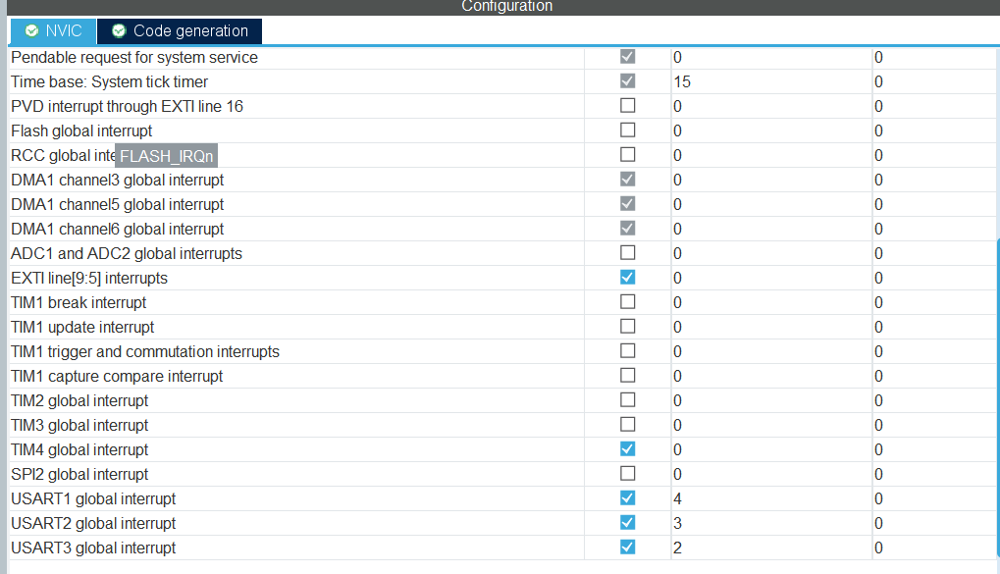 Configuration
NVIC Code generation
Pendable request for system service 0 0
Time base: System tick timer 15 0
PVD interrupt through EXTI line 16 0 0
Flash global interrupt 0 0
RCC global inte FLASH_IRQn 0 0
DMA1 channel3 global interrupt 0 0
DMA1 channel5 global interrupt 0 0
DMA1 channel6 global interrupt 0 0
ADC1 and ADC2 global interrupts 0 0
EXTI line[9:5] interrupts 0 0
TIM1 break interrupt 0 0
TIM1 update interrupt 0 0
TIM1 trigger and commutation interrupts 0 0
TIM1 capture compare interrupt 0 0
TIM2 global interrupt 0 0
TIM3 global interrupt 0 0
TIM4 global interrupt 0 0
SPI2 global interrupt 0 0
USART1 global interrupt 4 0
USART2 global interrupt 3 0
USART3 global interrupt 2 0